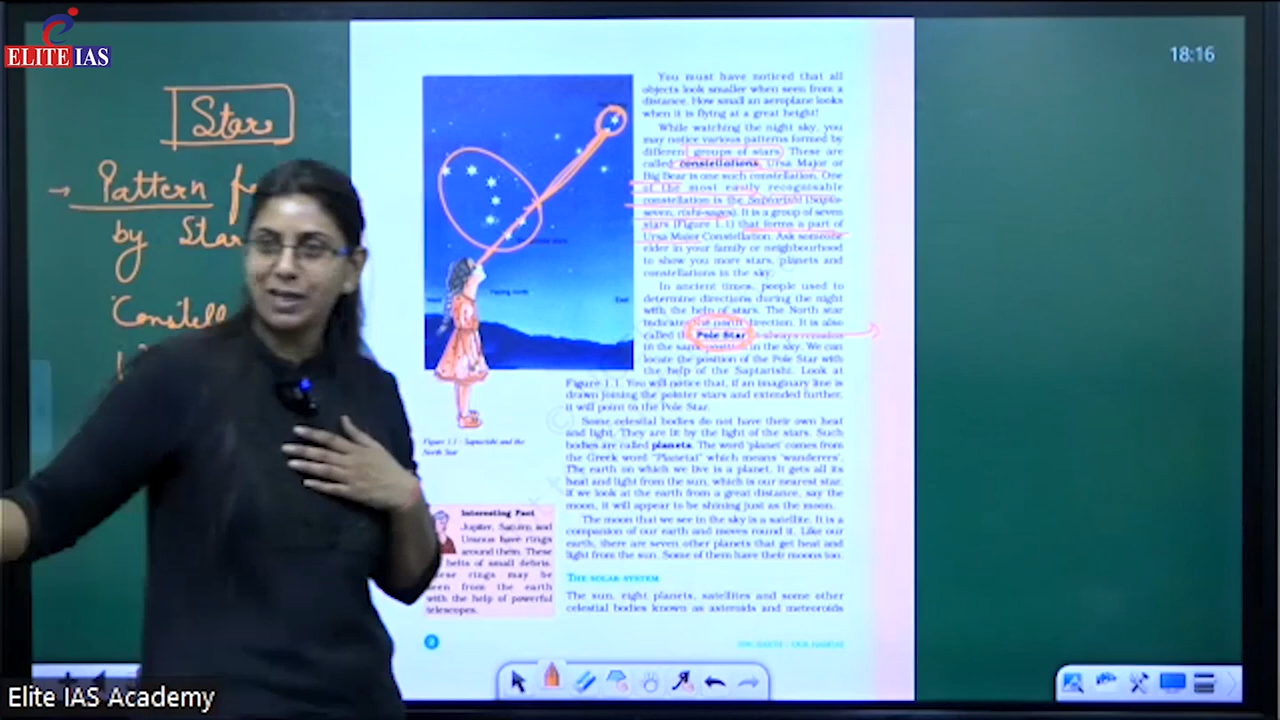 ELITE IAS
18:16
Star
→ Pattern
by Star
Constell
You must have noticed that all
objects look smaller when seen from a
distance. How small an aeroplane looks
when it is flying at a great height!
While watching the night sky, you
may notice various patterns formed by
different groups of stars. These are
called constellations. Ursa Major or
Big Bear is one such constellation. One
of the most easily recognisable
constellation is the Saptarishi (Sapta-
seven, rishi-sages). It is a group of seven
stars (Figure 1.1) that forms a part of
Ursa Major Constellation. Ask someone
elder in your family or neighbourhood
to show you more stars, planets and
constellations in the sky.
In ancient times, people used to
determine directions during the night
with the help of stars. The North star
indicates the north direction. It is also
called Pole Star always remains
in the same position in the sky. We can
locate the position of the Pole Star with
the help of the Saptarishi. Look at
Figure 1.1. You will notice that, if an imaginary line is
drawn joining the pointer stars and extended further,
it will point to the Pole Star.
Some celestial bodies do not have their own heat
and light. They are lit by the light of the stars. Such
bodies are called planets. The word 'planet' comes from
the Greek word "Planetai" which means 'wanderers'.
The earth on which we live is a planet. It gets all its
heat and light from the sun, which is our nearest star.
If we look at the earth from a great distance, say the
moon, it will appear to be shining just as the moon.
The moon that we see in the sky is a satellite. It is a
companion of our earth and moves round it. Like our
earth, there are seven other planets that get heat and
light from the sun. Some of them have their moons too.
THE SOLAR SYSTEM
The sun, eight planets, satellites and some other
celestial bodies known as asteroids and meteoroids
West
Facing north
East
Figure 1.1 : Saptarishi and the
North Star
Interesting Fact
Jupiter, Saturn and
Uranus have rings
around them. These
belts of small debris.
rings may be
seen from the earth
with the help of powerful
telescopes.
2
THE EARTH : OUR HABITAT
Elite IAS Academy